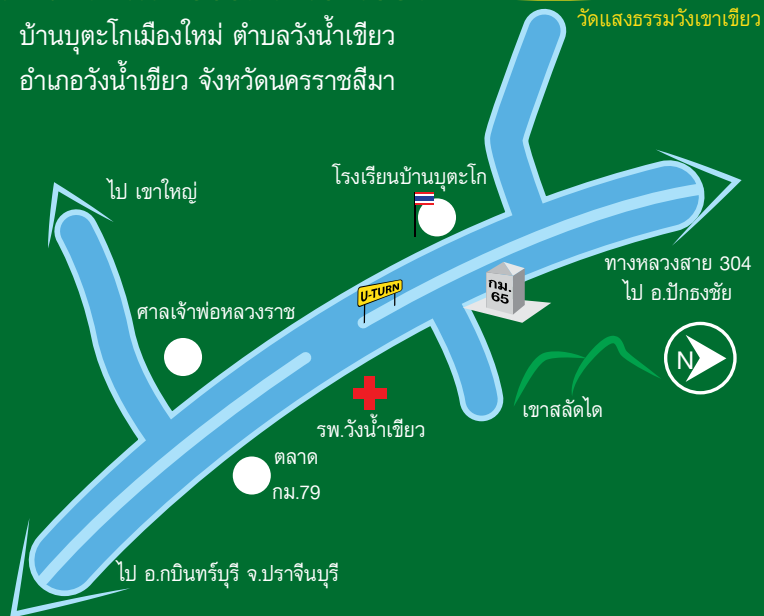 วัดแสงธรรมวังเขาเขียว
บ้านบุตะโกเมืองใหม่ ตำบลวังน้ำเขียว
อำเภอวังน้ำเขียว จังหวัดนครราชสีมา
โรงเรียนบ้านบุตะโก
ไป เขาใหญ่
ทางหลวงสาย 304
ไป อ.ปักธงชัย
กม.
65
U-TURN
ศาลเจ้าพ่อหลวงราช
N
เขาสลัดได
รพ.วังน้ำเขียว
ตลาด
กม.79
ไป อ.กบินทร์บุรี จ.ปราจีนบุรี